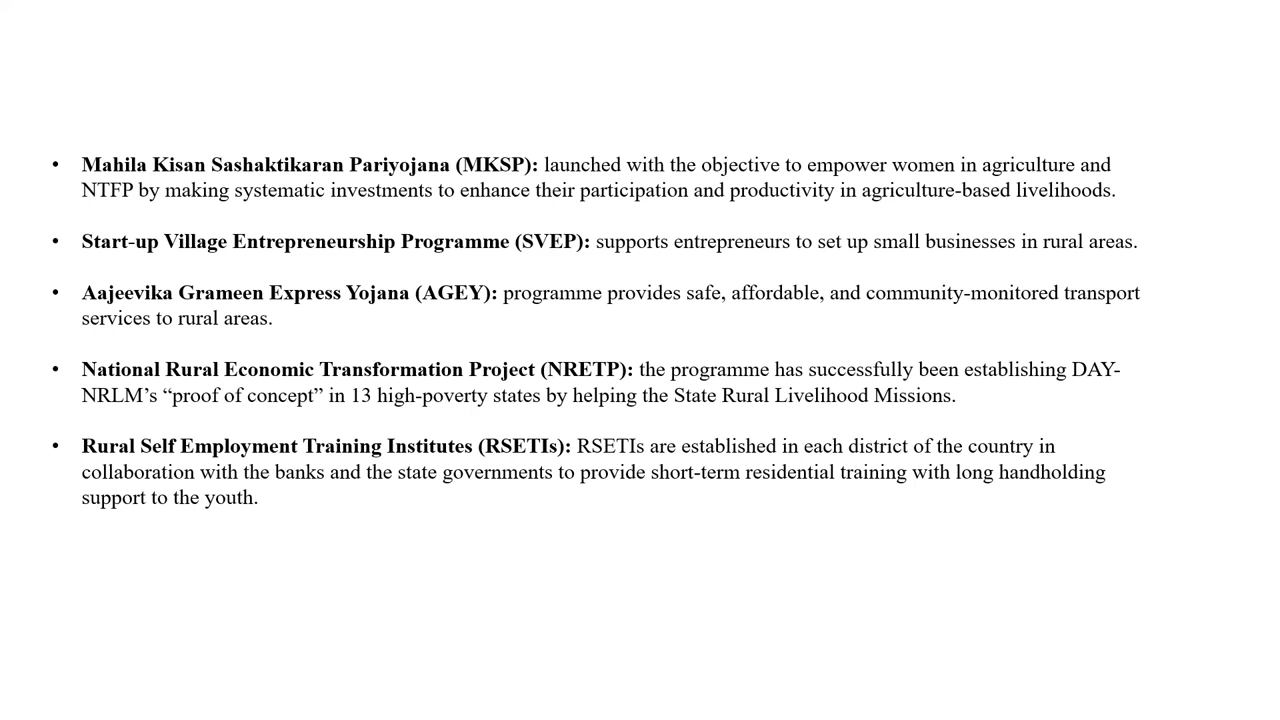 • Mahila Kisan Sashaktikaran Pariyojana (MKSP): launched with the objective to empower women in agriculture and
NTFP by making systematic investments to enhance their participation and productivity in agriculture-based livelihoods.
• Start-up Village Entrepreneurship Programme (SVEP): supports entrepreneurs to set up small businesses in rural areas.
• Aajeevika Grameen Express Yojana (AGEY): programme provides safe, affordable, and community-monitored transport
services to rural areas.
• National Rural Economic Transformation Project (NRETP): the programme has successfully been establishing DAY-
NRLM’s “proof of concept” in 13 high-poverty states by helping the State Rural Livelihood Missions.
• Rural Self Employment Training Institutes (RSETIs): RSETIs are established in each district of the country in
collaboration with the banks and the state governments to provide short-term residential training with long handholding
support to the youth.